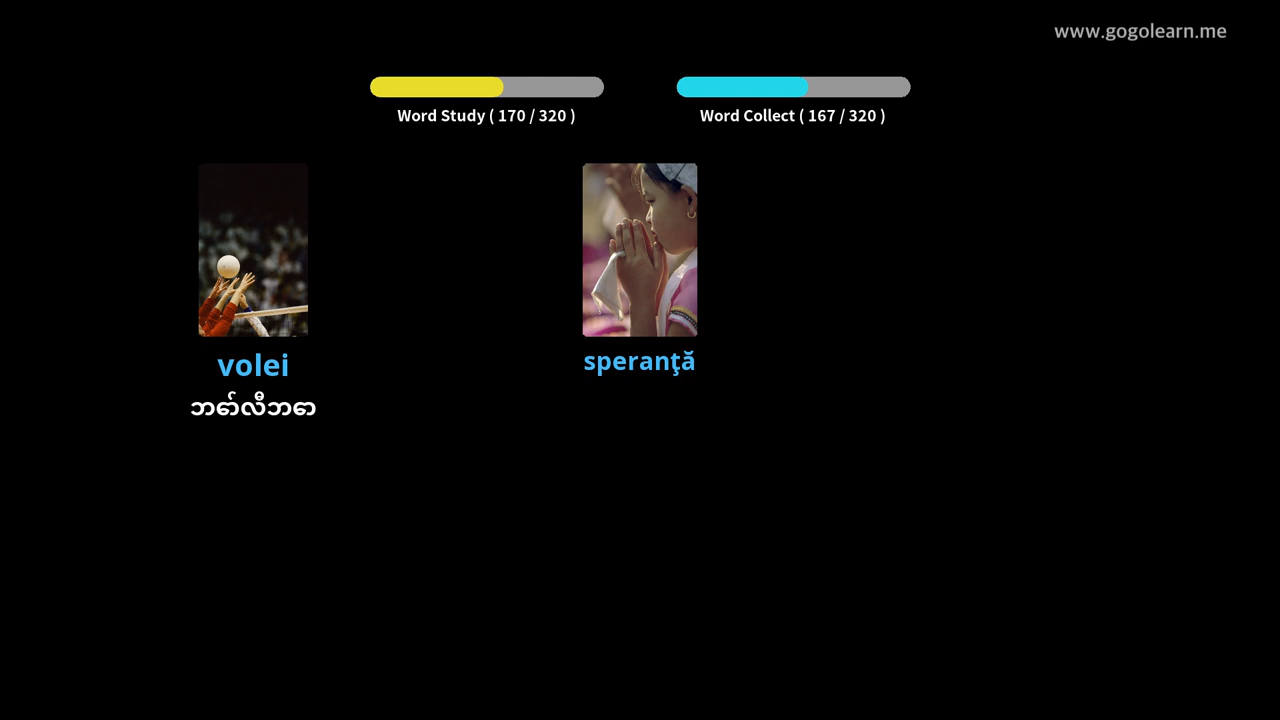 www.gogolearn.me
Word Study ( 170 / 320 )
Word Collect ( 167 / 320 )
volei
ဘော်လီဘော
speranţă